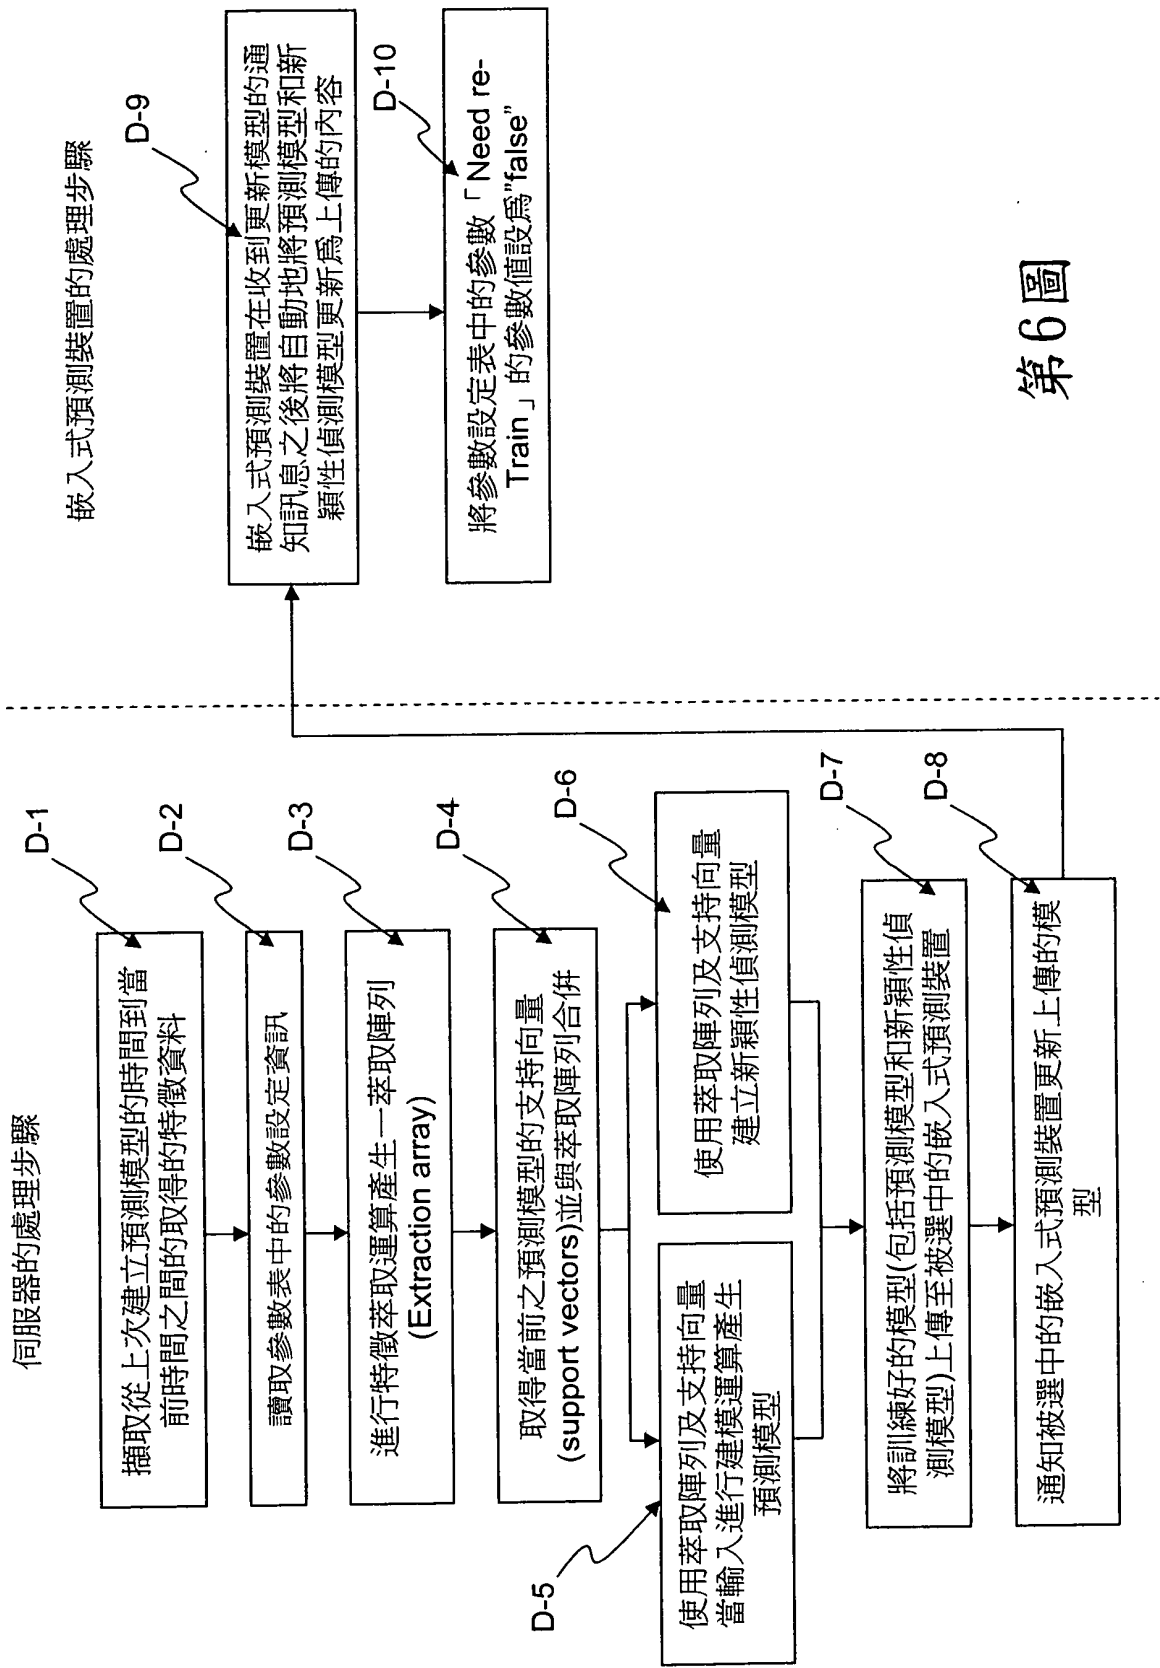 伺服器的處理步驟
D-1
擷取從上次建立預測模型的時間到當
前時間之間的取得的特徵資料
D-2
讀取參數表中的參數設定資訊
D-3
進行特徵萃取運算產生一萃取陣列
(Extraction array)
D-4
取得當前之預測模型的支持向量
(support vectors)並與萃取陣列合併
D-5
使用萃取陣列及支持向量
當輸入進行建模運算產生
預測模型
D-6
使用萃取陣列及支持向量
建立新穎性偵測模型
D-7
將訓練好的模型(包括預測模型和新穎性偵
測模型)上傳至被選中的嵌入式預測裝置
D-8
通知被選中的嵌入式預測裝置更新上傳的模
型
嵌入式預測裝置的處理步驟
D-9
嵌入式預測裝置在收到更新模型的通
知訊息之後將自動地將預測模型和新
穎性偵測模型更新爲上傳的內容
D-10
將參數設定表中的參數「Need re-
Train」的參數值設爲"false"
第6圖